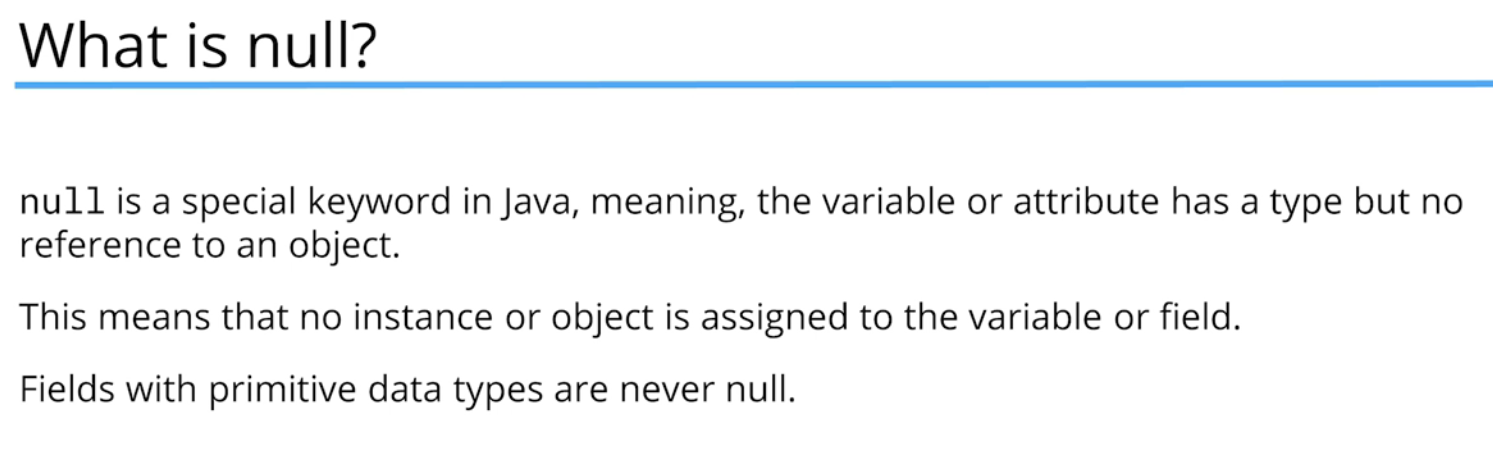 What is null?
null is a special keyword in Java, meaning, the variable or attribute has a type but no
reference to an object.
This means that no instance or object is assigned to the variable or field.
Fields with primitive data types are never null.